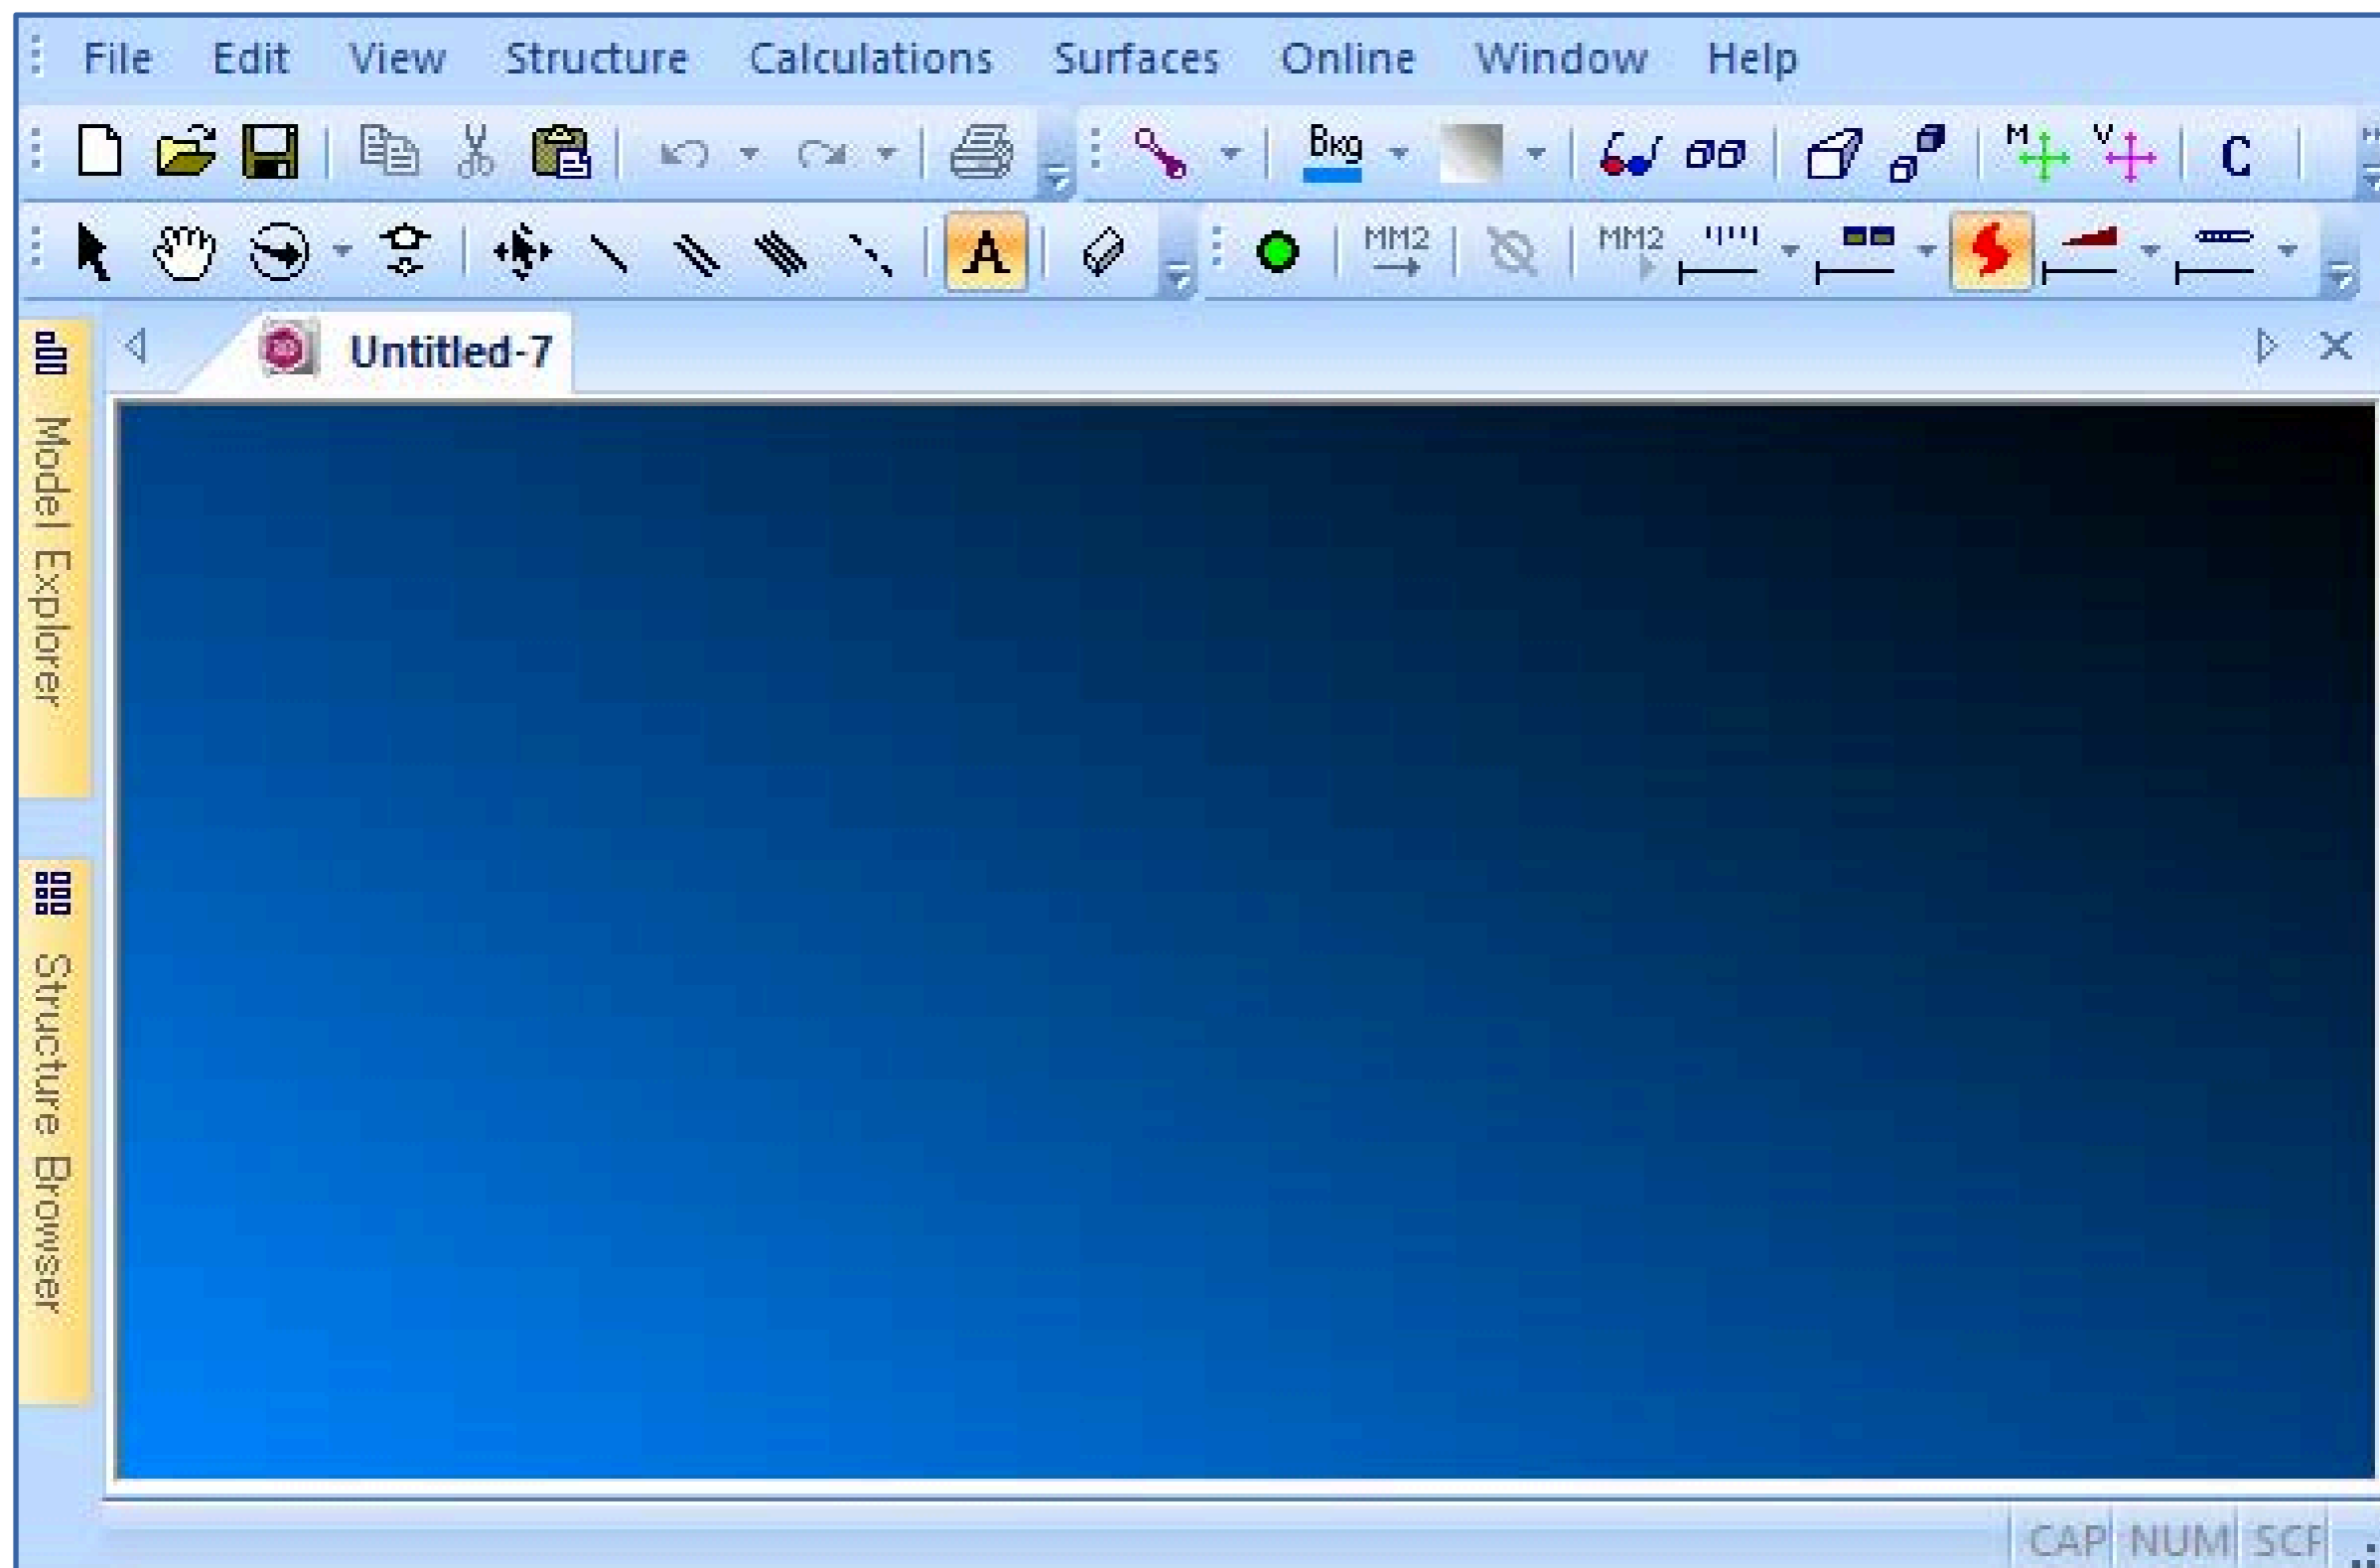 File Edit View Structure Calculations Surfaces Online Window Help
Bkg M V C
A MM2 MM2
Untitled-7
Model Explorer
Structure Browser
CAP NUM SCF